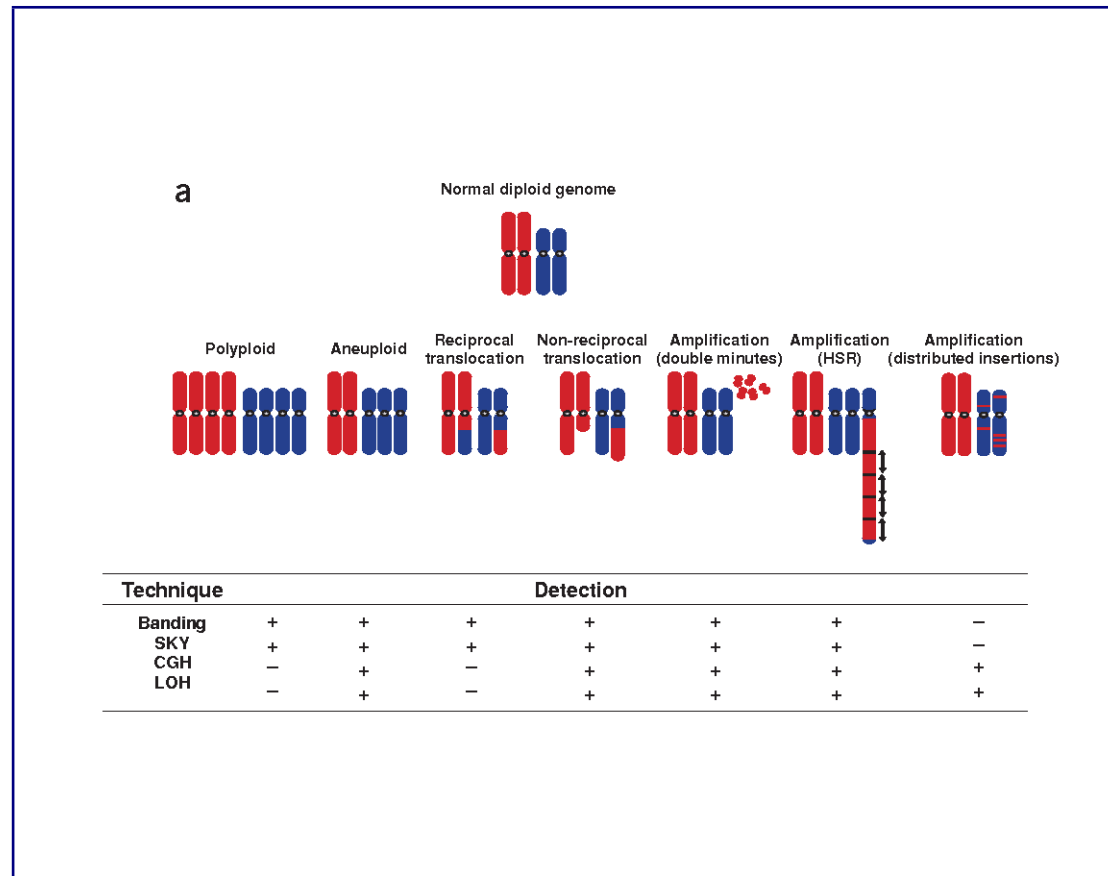 a
Normal diploid genome
Polyploid
Aneuploid
Reciprocal
translocation
Non-reciprocal
translocation
Amplification
(double minutes)
Amplification
(HSR)
Amplification
(distributed insertions)
Technique Detection
Banding + + + + + + −
SKY + + + + + + −
CGH − + − + + + +
LOH − + − + + + +